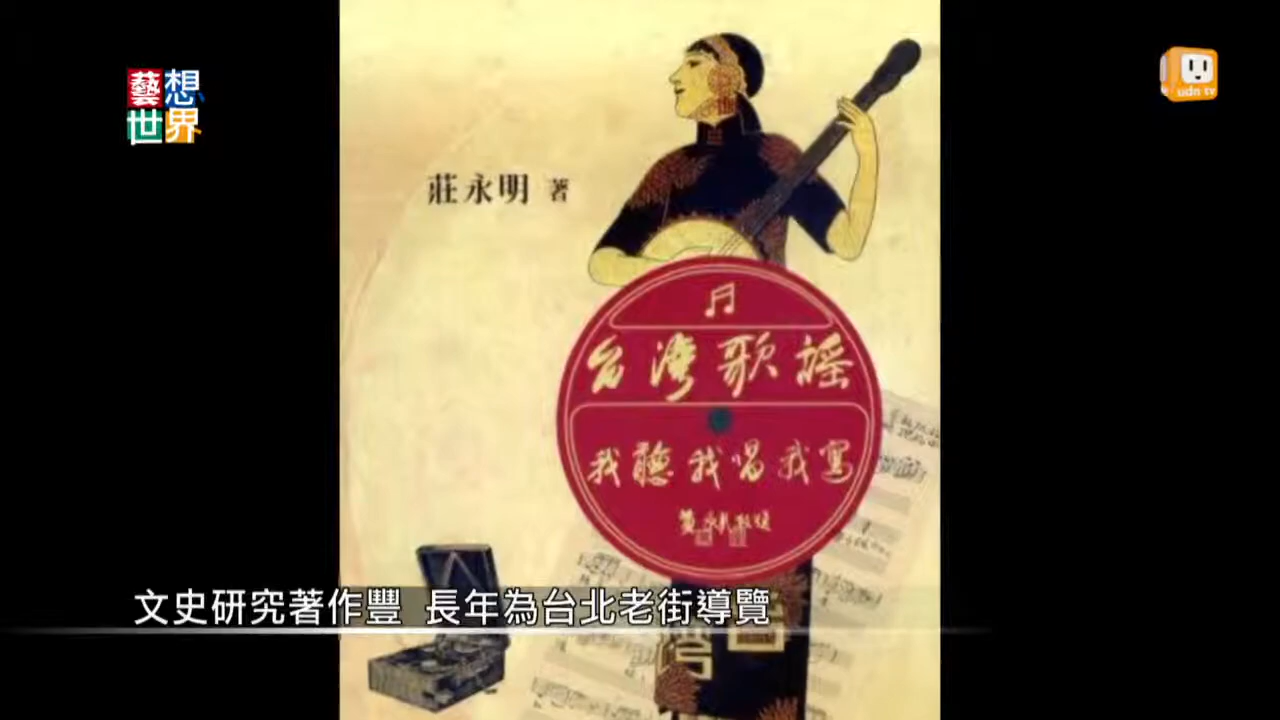 藝想
世界
udn tv
莊永明 著
台灣歌謠
我聽我唱我寫
文史研究著作豐 長年為台北老街導覽